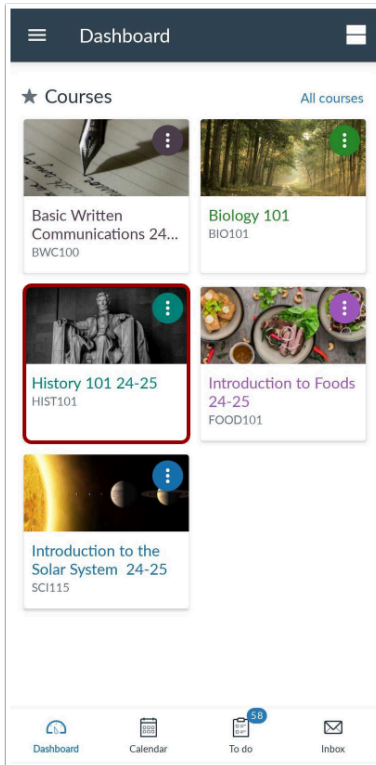 Dashboard
★ Courses
All courses
Basic Written
Communications 24...
BWC100
Biology 101
BIO101
History 101 24-25
HIST101
Introduction to Foods
24-25
FOOD101
Introduction to the
Solar System 24-25
SCI115
58
Dashboard
Calendar
To do
Inbox